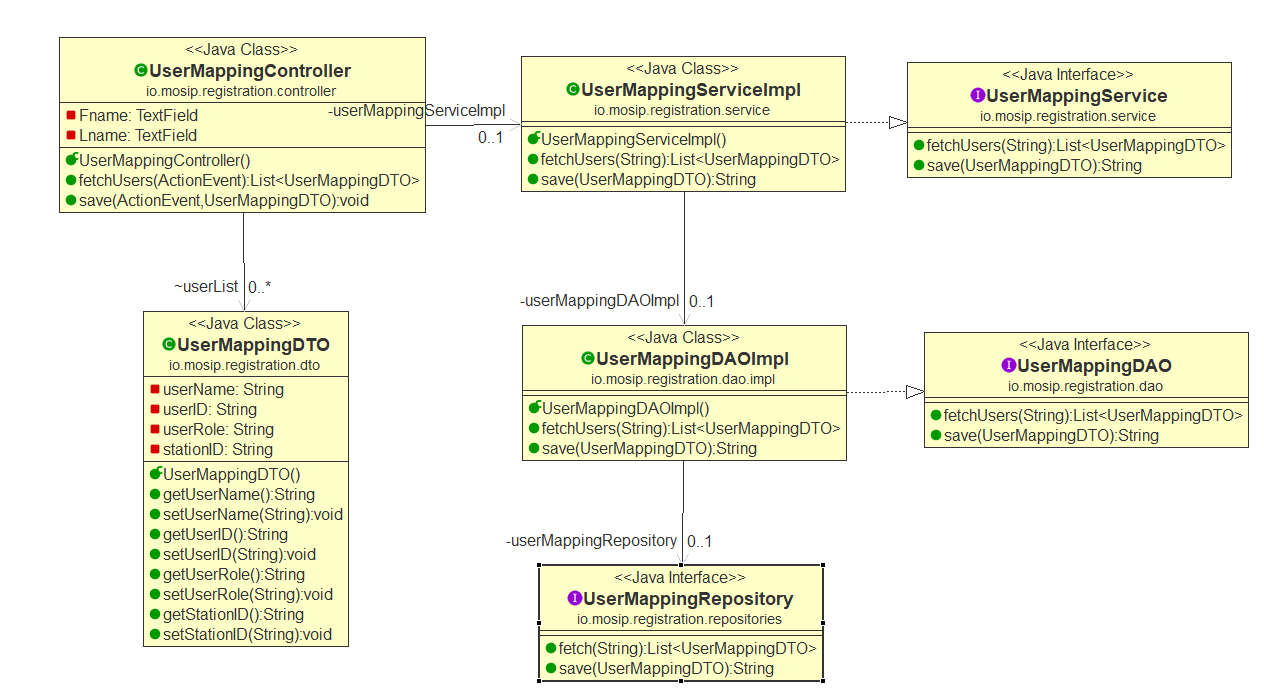 <<Java Class>>
UserMappingController
io.mosip.registration.controller
Fname: TextField
Lname: TextField
UserMappingController()
fetchUsers(ActionEvent):List<UserMappingDTO>
save(ActionEvent,UserMappingDTO):void
-userMappingServiceImpl
0..1
<<Java Class>>
UserMappingServiceImpl
io.mosip.registration.service
UserMappingServiceImpl()
fetchUsers(String):List<UserMappingDTO>
save(UserMappingDTO):String
<<Java Interface>>
UserMappingService
io.mosip.registration.service
fetchUsers(String):List<UserMappingDTO>
save(UserMappingDTO):String
~userList
0..*
<<Java Class>>
UserMappingDTO
io.mosip.registration.dto
userName: String
userID: String
userRole: String
stationID: String
UserMappingDTO()
getUserName():String
setUserName(String):void
getUserID():String
setUserID(String):void
getUserRole():String
setUserRole(String):void
getStationID():String
setStationID(String):void
-userMappingDAOImpl
0..1
<<Java Class>>
UserMappingDAOImpl
io.mosip.registration.dao.impl
UserMappingDAOImpl()
fetchUsers(String):List<UserMappingDTO>
save(UserMappingDTO):String
<<Java Interface>>
UserMappingDAO
io.mosip.registration.dao
fetchUsers(String):List<UserMappingDTO>
save(UserMappingDTO):String
-userMappingRepository
0..1
<<Java Interface>>
UserMappingRepository
io.mosip.registration.repositories
fetch(String):List<UserMappingDTO>
save(UserMappingDTO):String